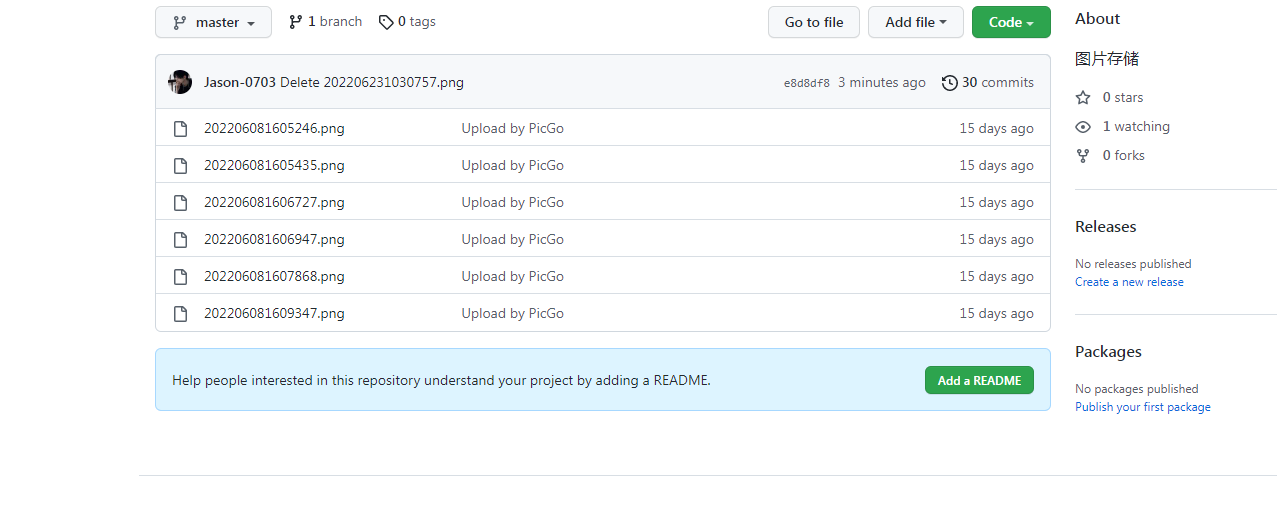 master 1 branch 0 tags Go to file Add file Code
Jason-0703 Delete 202206231030757.png e8d8df8 3 minutes ago 30 commits
202206081605246.png Upload by PicGo 15 days ago
202206081605435.png Upload by PicGo 15 days ago
202206081606727.png Upload by PicGo 15 days ago
202206081606947.png Upload by PicGo 15 days ago
202206081607868.png Upload by PicGo 15 days ago
202206081609347.png Upload by PicGo 15 days ago
Help people interested in this repository understand your project by adding a README. Add a README
About
图片存储
0 stars
1 watching
0 forks
Releases
No releases published
Create a new release
Packages
No packages published
Publish your first package